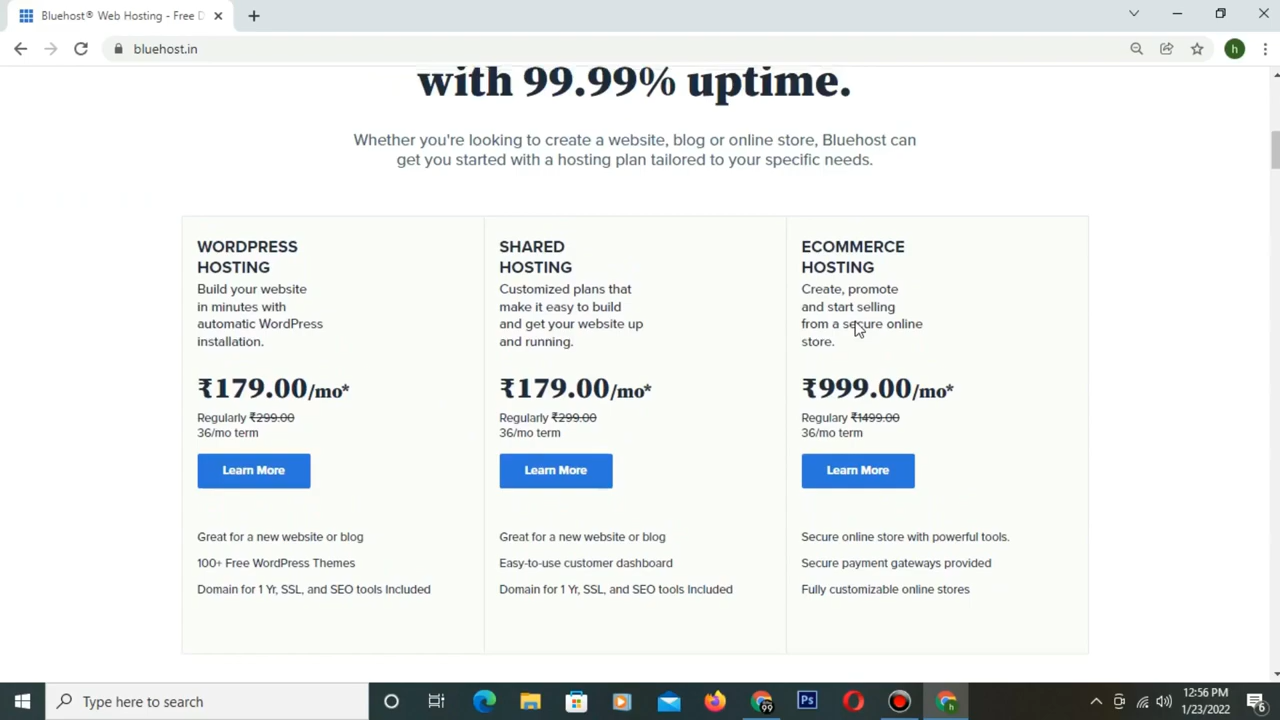 Bluehost® Web Hosting - Free D
bluehost.in
h
with 99.99% uptime.
Whether you're looking to create a website, blog or online store, Bluehost can
get you started with a hosting plan tailored to your specific needs.
WORDPRESS
HOSTING
Build your website
in minutes with
automatic WordPress
installation.
₹179.00/mo*
Regularly ₹299.00
36/mo term
Learn More
Great for a new website or blog
100+ Free WordPress Themes
Domain for 1 Yr, SSL, and SEO tools Included
SHARED
HOSTING
Customized plans that
make it easy to build
and get your website up
and running.
₹179.00/mo*
Regularly ₹299.00
36/mo term
Learn More
Great for a new website or blog
Easy-to-use customer dashboard
Domain for 1 Yr, SSL, and SEO tools Included
ECOMMERCE
HOSTING
Create, promote
and start selling
from a secure online
store.
₹999.00/mo*
Regulary ₹1499.00
36/mo term
Learn More
Secure online store with powerful tools.
Secure payment gateways provided
Fully customizable online stores
Type here to search
99
Ps
h
12:56 PM
1/23/2022
6